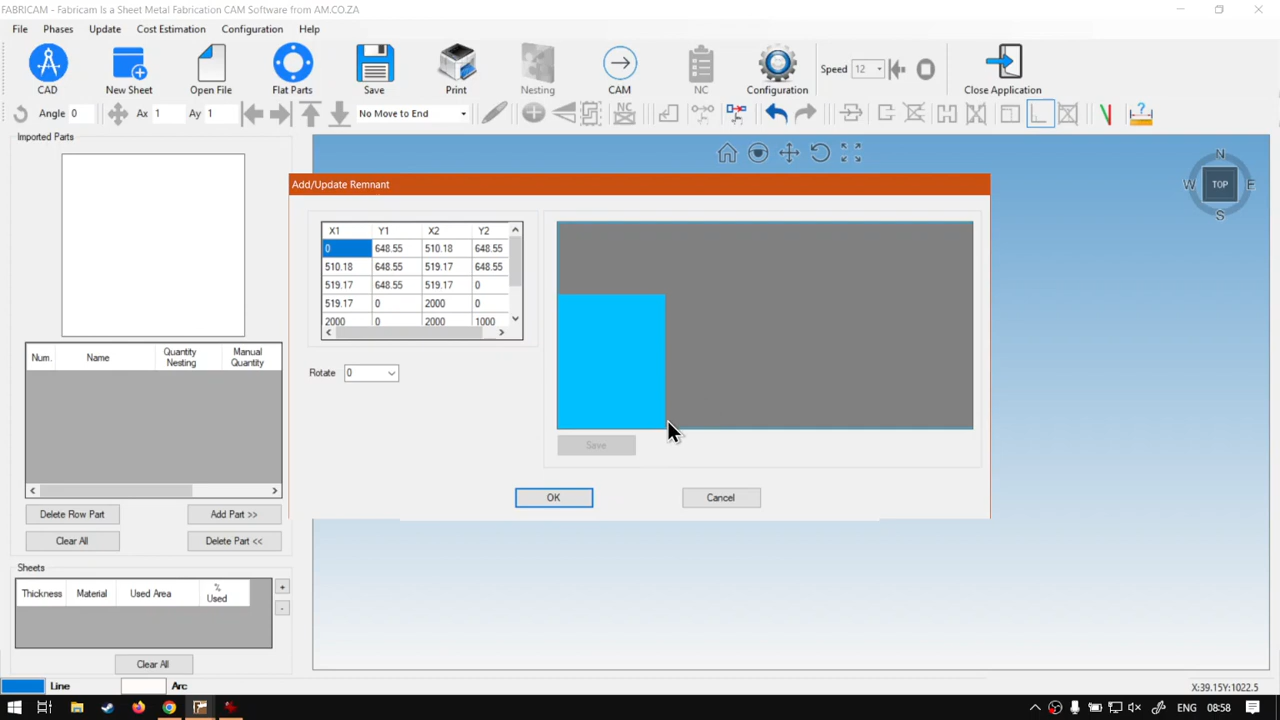 FABRICAM - Fabricam Is a Sheet Metal Fabrication CAM Software from AM.CO.ZA
File Phases Update Cost Estimation Configuration Help
CAD New Sheet Open File Flat Parts Save Print Nesting CAM NC Configuration Speed 12 Close Application
Angle 0 Ax 1 Ay 1 No Move to End NC
Imported Parts
N
W TOP E
S
Add/Update Remnant
X1 Y1 X2 Y2
0 648.55 510.18 648.55
510.18 648.55 519.17 648.55
519.17 648.55 519.17 0
519.17 0 2000 0
2000 0 2000 1000
Rotate 0
Save
OK Cancel
Num. Name Quantity Nesting Manual Quantity
Delete Row Part Add Part >>
Clear All Delete Part <<
Sheets
Thickness Material Used Area % Used
+
-
Clear All
Line Arc X:39.15Y:1022.5
ENG 08:58